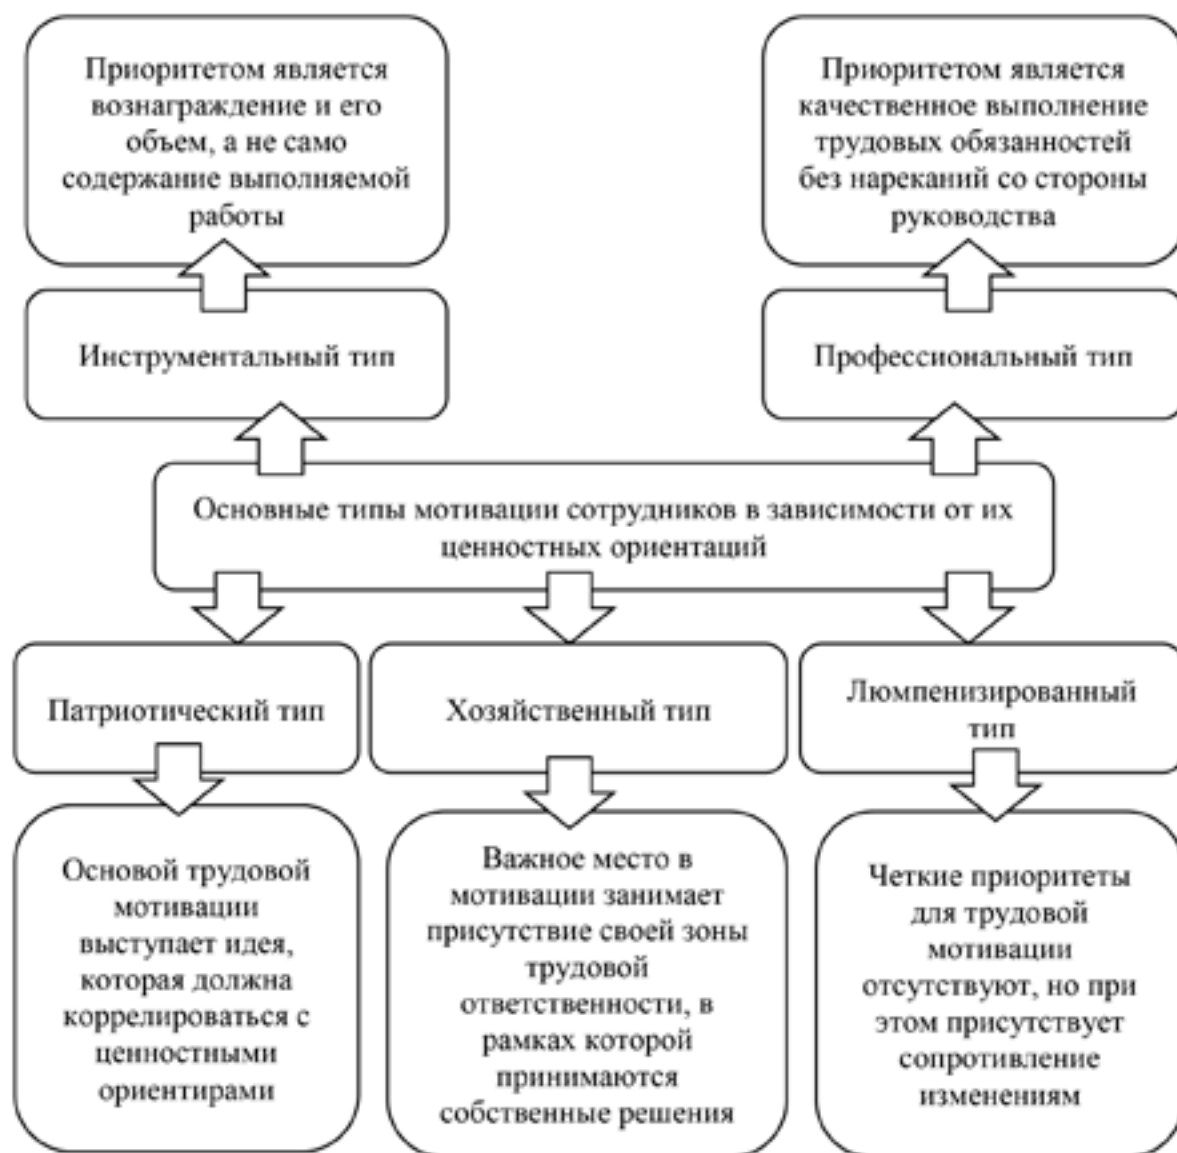 Приоритетом является
вознаграждение и его
объем, а не само
содержание выполняемой
работы
Приоритетом является
качественное выполнение
трудовых обязанностей
без нареканий со стороны
руководства
Инструментальный тип
Профессиональный тип
Основные типы мотивации сотрудников в зависимости от их
ценностных ориентаций
Патриотический тип
Хозяйственный тип
Люмпенизированный
тип
Основой трудовой
мотивации
выступает идея,
которая должна
коррелироваться с
ценностными
ориентирами
Важное место в
мотивации занимает
присутствие своей зоны
трудовой
ответственности, в
рамках которой
принимаются
собственные решения
Четкие приоритеты
для трудовой
мотивации
отсутствуют, но при
этом присутствует
сопротивление
изменениям